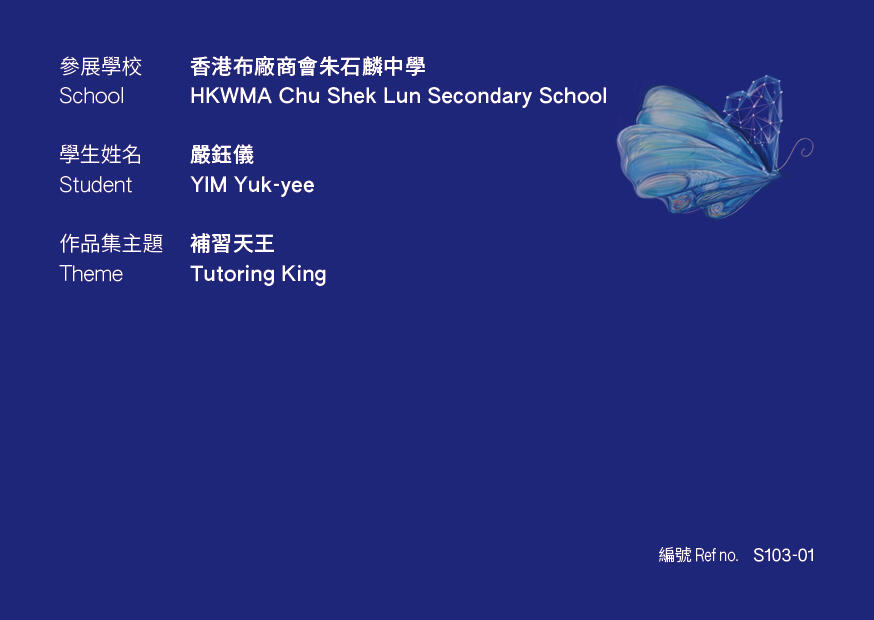 參展學校 香港布廠商會朱石麟中學
School HKWMA Chu Shek Lun Secondary School
學生姓名 嚴鈺儀
Student YIM Yuk-yee
作品集主題 補習天王
Theme Tutoring King
編號 Ref no. S103-01